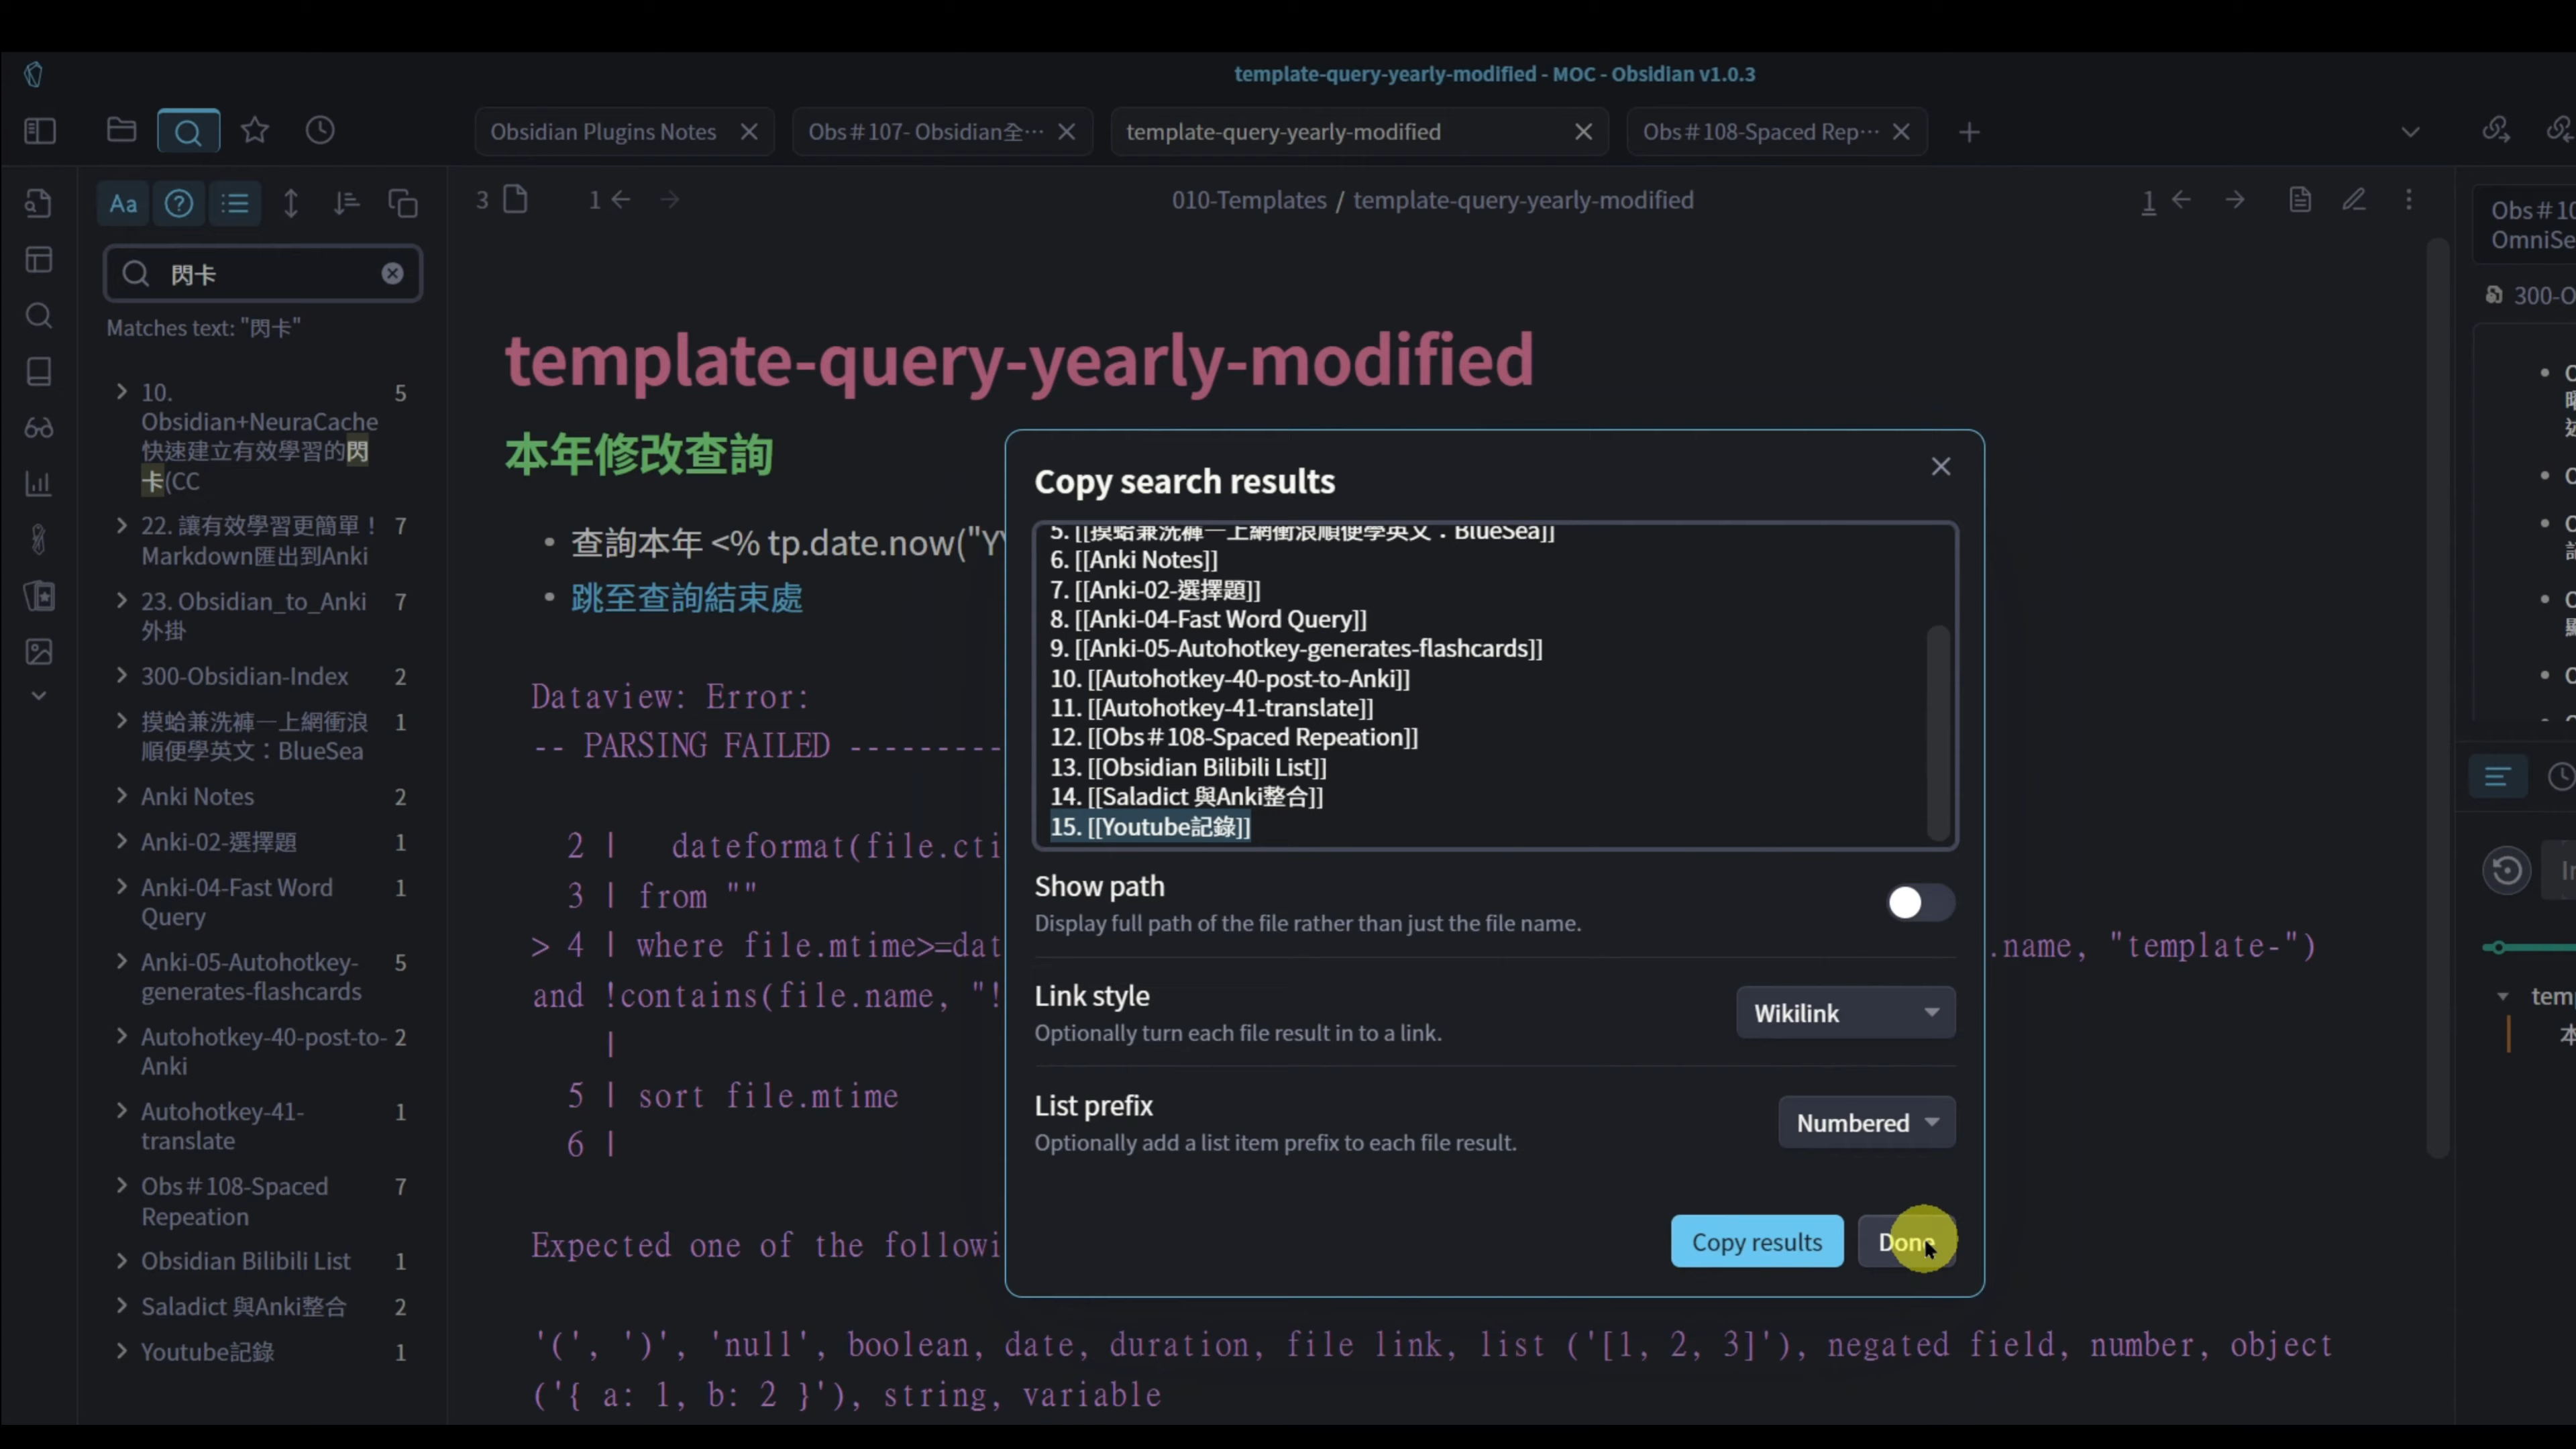 template-query-yearly-modified - MOC - Obsidian v1.0.3
Obsidian Plugins Notes
Obs＃107- Obsidian全…
template-query-yearly-modified
Obs＃108-Spaced Rep…
Aa
閃卡
Matches text: "閃卡"
10. 5
Obsidian+NeuraCache
快速建立有效學習的閃
卡(CC
22. 讓有效學習更簡單！ 7
Markdown匯出到Anki
23. Obsidian_to_Anki 7
外掛
300-Obsidian-Index 2
摸蛤兼洗褲—上網衝浪 1
順便學英文：BlueSea
Anki Notes 2
Anki-02-選擇題 1
Anki-04-Fast Word 1
Query
Anki-05-Autohotkey- 5
generates-flashcards
Autohotkey-40-post-to- 2
Anki
Autohotkey-41- 1
translate
Obs＃108-Spaced 7
Repeation
Obsidian Bilibili List 1
Saladict 與Anki整合 2
Youtube記錄 1
3 1
010-Templates / template-query-yearly-modified
1
template-query-yearly-modified
本年修改查詢
查詢本年 <% tp.date.now("Y
跳至查詢結束處
Dataview: Error:
-- PARSING FAILED ----------
2 | dateformat(file.cti
3 | from ""
> 4 | where file.mtime>=dat .name, "template-")
and !contains(file.name, "!
|
5 | sort file.mtime
6 |
Expected one of the followi
'(', ')', 'null', boolean, date, duration, file link, list ('[1, 2, 3]'), negated field, number, object
('{ a: 1, b: 2 }'), string, variable
Copy search results
5. [[摸蛤兼洗褲—上網衝浪順便學英文：BlueSea]]
6. [[Anki Notes]]
7. [[Anki-02-選擇題]]
8. [[Anki-04-Fast Word Query]]
9. [[Anki-05-Autohotkey-generates-flashcards]]
10. [[Autohotkey-40-post-to-Anki]]
11. [[Autohotkey-41-translate]]
12. [[Obs＃108-Spaced Repeation]]
13. [[Obsidian Bilibili List]]
14. [[Saladict 與Anki整合]]
15. [[Youtube記錄]]
Show path
Display full path of the file rather than just the file name.
Link style
Optionally turn each file result in to a link.
Wikilink
List prefix
Optionally add a list item prefix to each file result.
Numbered
Copy results
Done
Obs＃10
OmniSe
300-O
tem
本